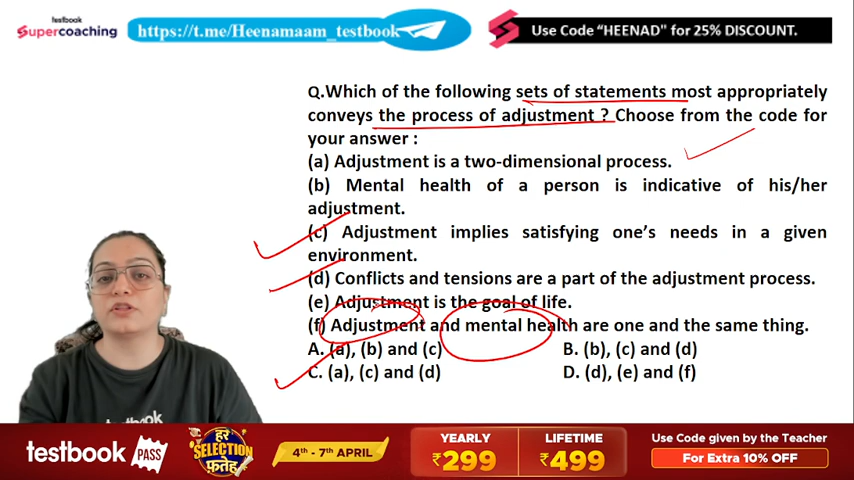 testbook
Supercoaching
https://t.me/Heenamaam_testbook
Use Code "HEENAD" for 25% DISCOUNT.
Q.Which of the following sets of statements most appropriately
conveys the process of adjustment ? Choose from the code for
your answer :
(a) Adjustment is a two-dimensional process.
(b) Mental health of a person is indicative of his/her
adjustment.
(c) Adjustment implies satisfying one's needs in a given
environment.
(d) Conflicts and tensions are a part of the adjustment process.
(e) Adjustment is the goal of life.
(f) Adjustment and mental health are one and the same thing.
A. (a), (b) and (c) B. (b), (c) and (d)
C. (a), (c) and (d) D. (d), (e) and (f)
testbook
testbook PASS
हर
SELECTION
फतेह
4th - 7th APRIL
YEARLY
₹299
LIFETIME
₹499
Use Code given by the Teacher
For Extra 10% OFF